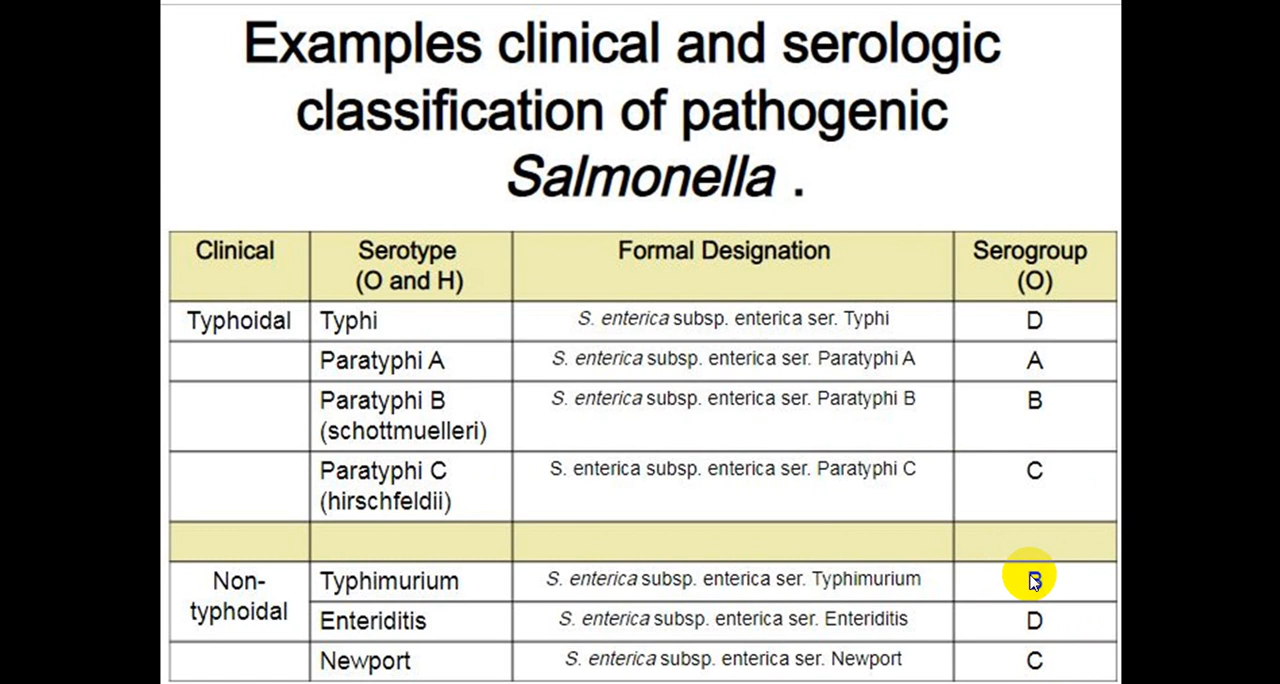 Examples clinical and serologic
classification of pathogenic
Salmonella .
Clinical Serotype Formal Designation Serogroup
(O and H) (O)
Typhoidal Typhi S. enterica subsp. enterica ser. Typhi D
Paratyphi A S. enterica subsp. enterica ser. Paratyphi A A
Paratyphi B S. enterica subsp. enterica ser. Paratyphi B B
(schottmuelleri)
Paratyphi C S. enterica subsp. enterica ser. Paratyphi C C
(hirschfeldii)
Non- Typhimurium S. enterica subsp. enterica ser. Typhimurium B
typhoidal
Enteriditis S. enterica subsp. enterica ser. Enteriditis D
Newport S. enterica subsp. enterica ser. Newport C